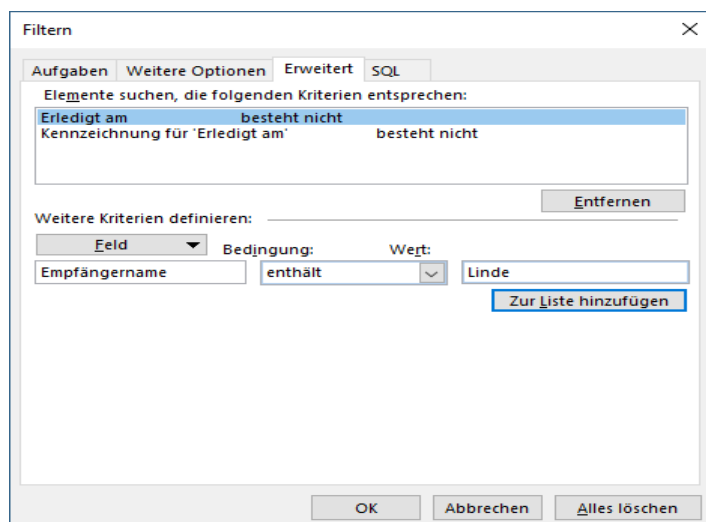 Filtern
Aufgaben Weitere Optionen Erweitert SQL
Elemente suchen, die folgenden Kriterien entsprechen:
Erledigt am besteht nicht
Kennzeichnung für 'Erledigt am' besteht nicht
Entfernen
Weitere Kriterien definieren:
Feld Bedingung: Wert:
Empfängername enthält Linde
Zur Liste hinzufügen
OK Abbrechen Alles löschen